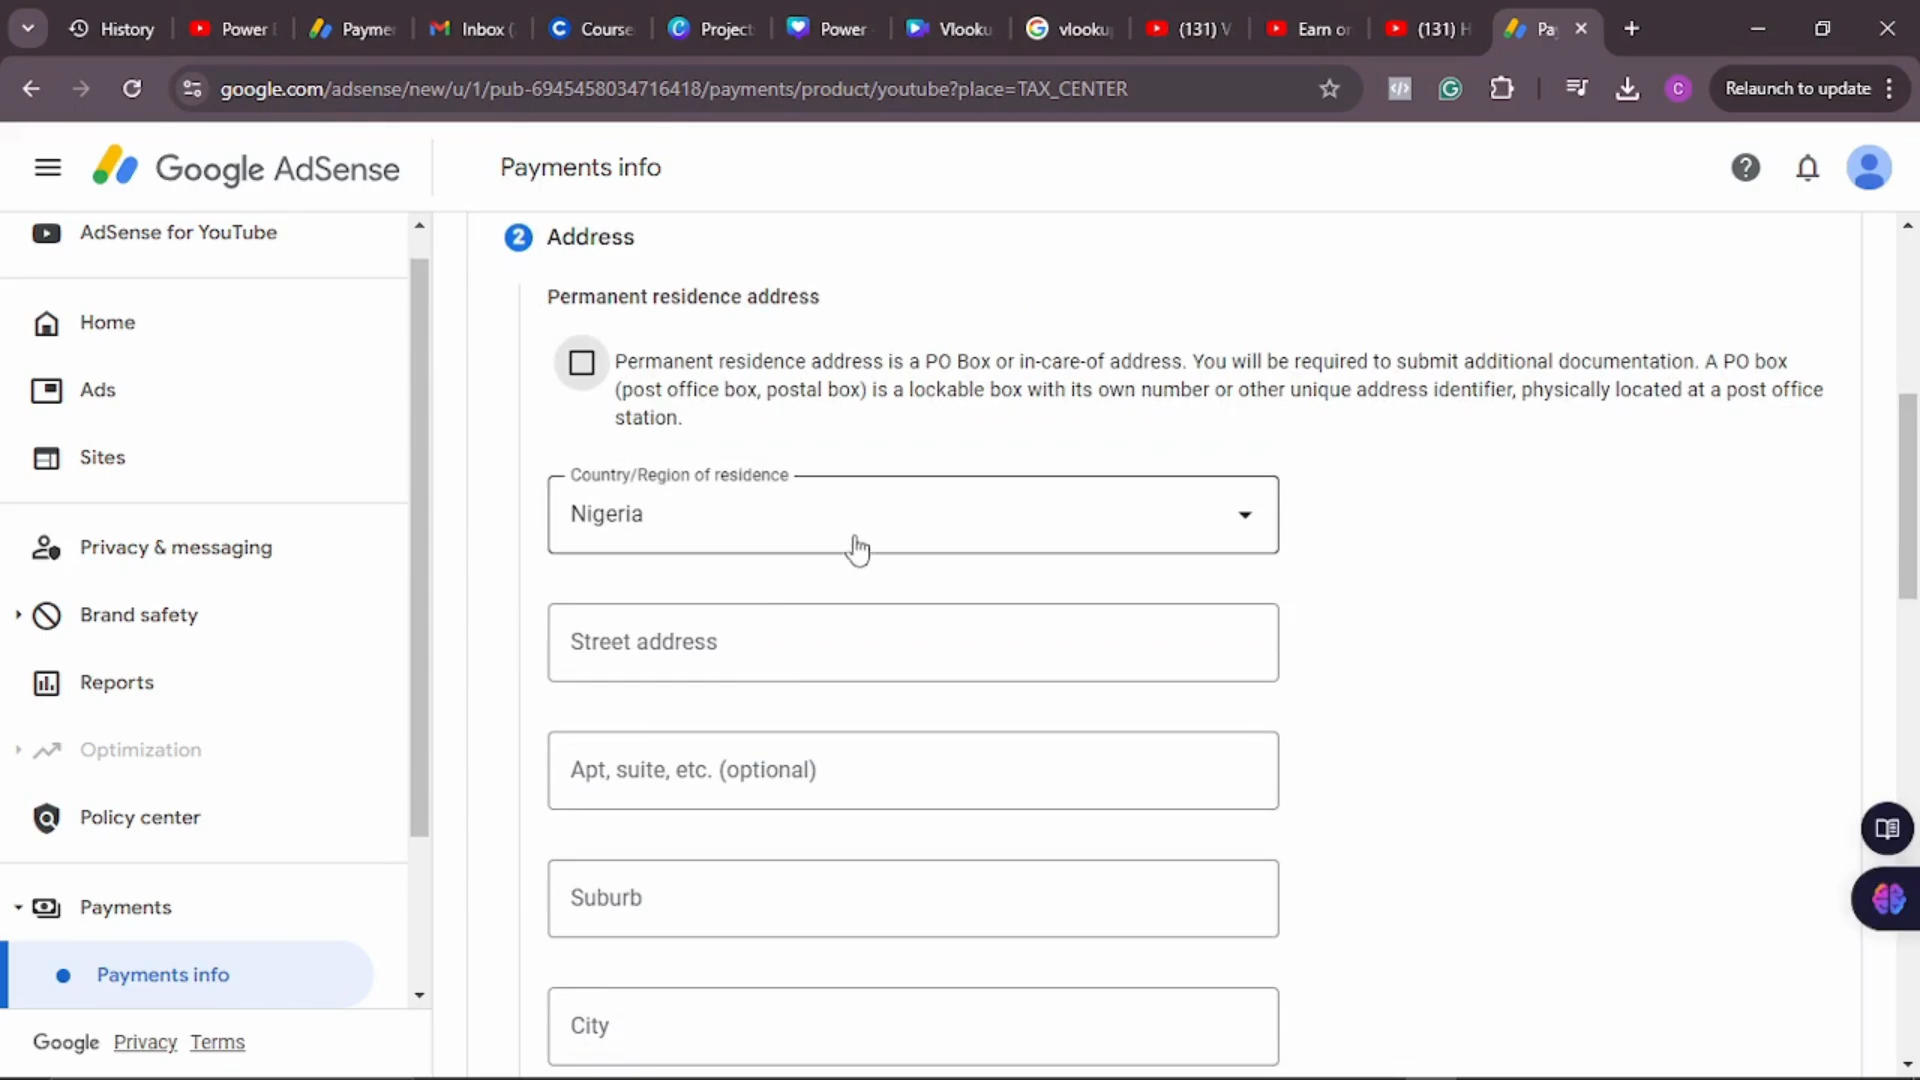 History
Power
Payme
Inbox (
Course
Project
Power
Vlooku
vlooku
(131) V
Earn or
(131) H
Pa
google.com/adsense/new/u/1/pub-6945458034716418/payments/product/youtube?place=TAX_CENTER
C
Relaunch to update
Google AdSense
Payments info
AdSense for YouTube
Home
Ads
Sites
Privacy & messaging
Brand safety
Reports
Optimization
Policy center
Payments
Payments info
Google Privacy Terms
2 Address
Permanent residence address
Permanent residence address is a PO Box or in-care-of address. You will be required to submit additional documentation. A PO box
(post office box, postal box) is a lockable box with its own number or other unique address identifier, physically located at a post office
station.
Country/Region of residence
Nigeria
Street address
Apt, suite, etc. (optional)
Suburb
City